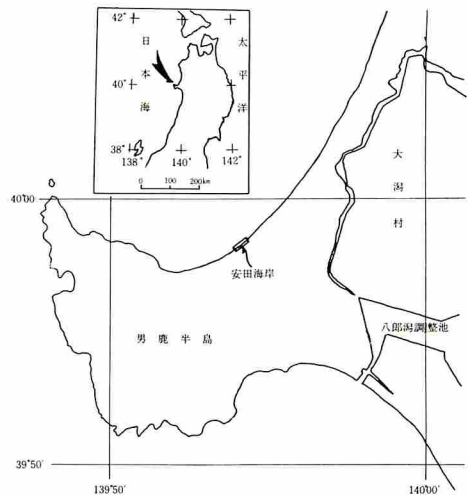 42°
日本海
太平洋
40°
38°
138°
140°
142°
0 100 200km
40°00'
大潟村
安田海岸
八郎潟調整池
男鹿半島
39°50'
139°50'
140°00'